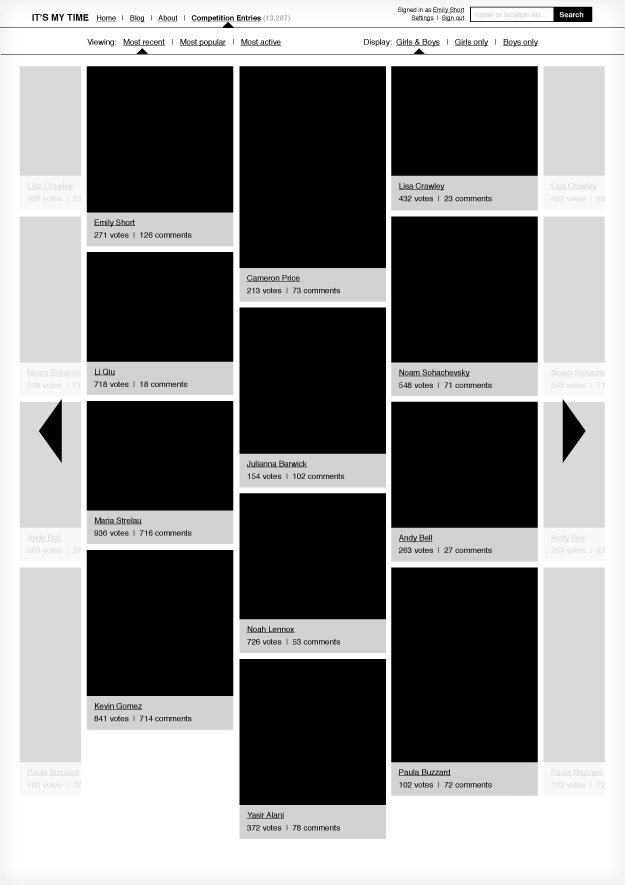 IT'S MY TIME Home | Blog | About | Competition Entries (13,287)
Signed in as Emily Short
Settings | Sign out
name or location etc... Search
Viewing: Most recent | Most popular | Most active
Display: Girls & Boys | Girls only | Boys only
Lisa Crawley
432 votes | 23
Noam Sohache
548 votes | 71
Andy Bell
263 votes | 27
Paula Buzzard
102 votes | 72
Emily Short
271 votes | 126 comments
Li Qiu
718 votes | 18 comments
Maria Strelau
936 votes | 716 comments
Kevin Gomez
841 votes | 714 comments
Cameron Price
213 votes | 73 comments
Julianna Barwick
154 votes | 102 comments
Noah Lennox
726 votes | 53 comments
Yasir Alani
372 votes | 78 comments
Lisa Crawley
432 votes | 23 comments
Noam Sohachevsky
548 votes | 71 comments
Andy Bell
263 votes | 27 comments
Paula Buzzard
102 votes | 72 comments
Lisa Crawley
432 votes | 23
Noam Sohache
548 votes | 71
Andy Bell
263 votes | 27
Paula Buzzard
102 votes | 72